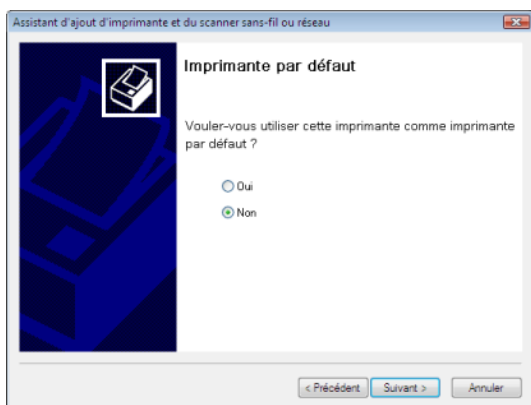 Assistant d'ajout d'imprimante et du scanner sans-fil ou réseau
Imprimante par défaut
Vouler-vous utiliser cette imprimante comme imprimante
par défaut ?
Oui
Non
< Précédent
Suivant >
Annuler